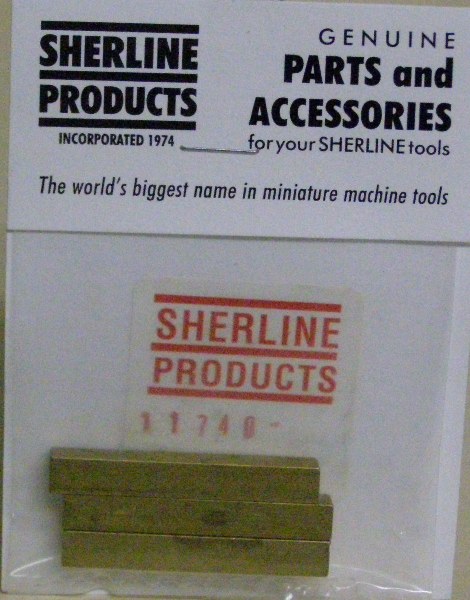 SHERLINE
PRODUCTS
INCORPORATED 1974
GENUINE
PARTS and
ACCESSORIES
for your SHERLINE tools
The world's biggest name in miniature machine tools
SHERLINE
PRODUCTS
11740-